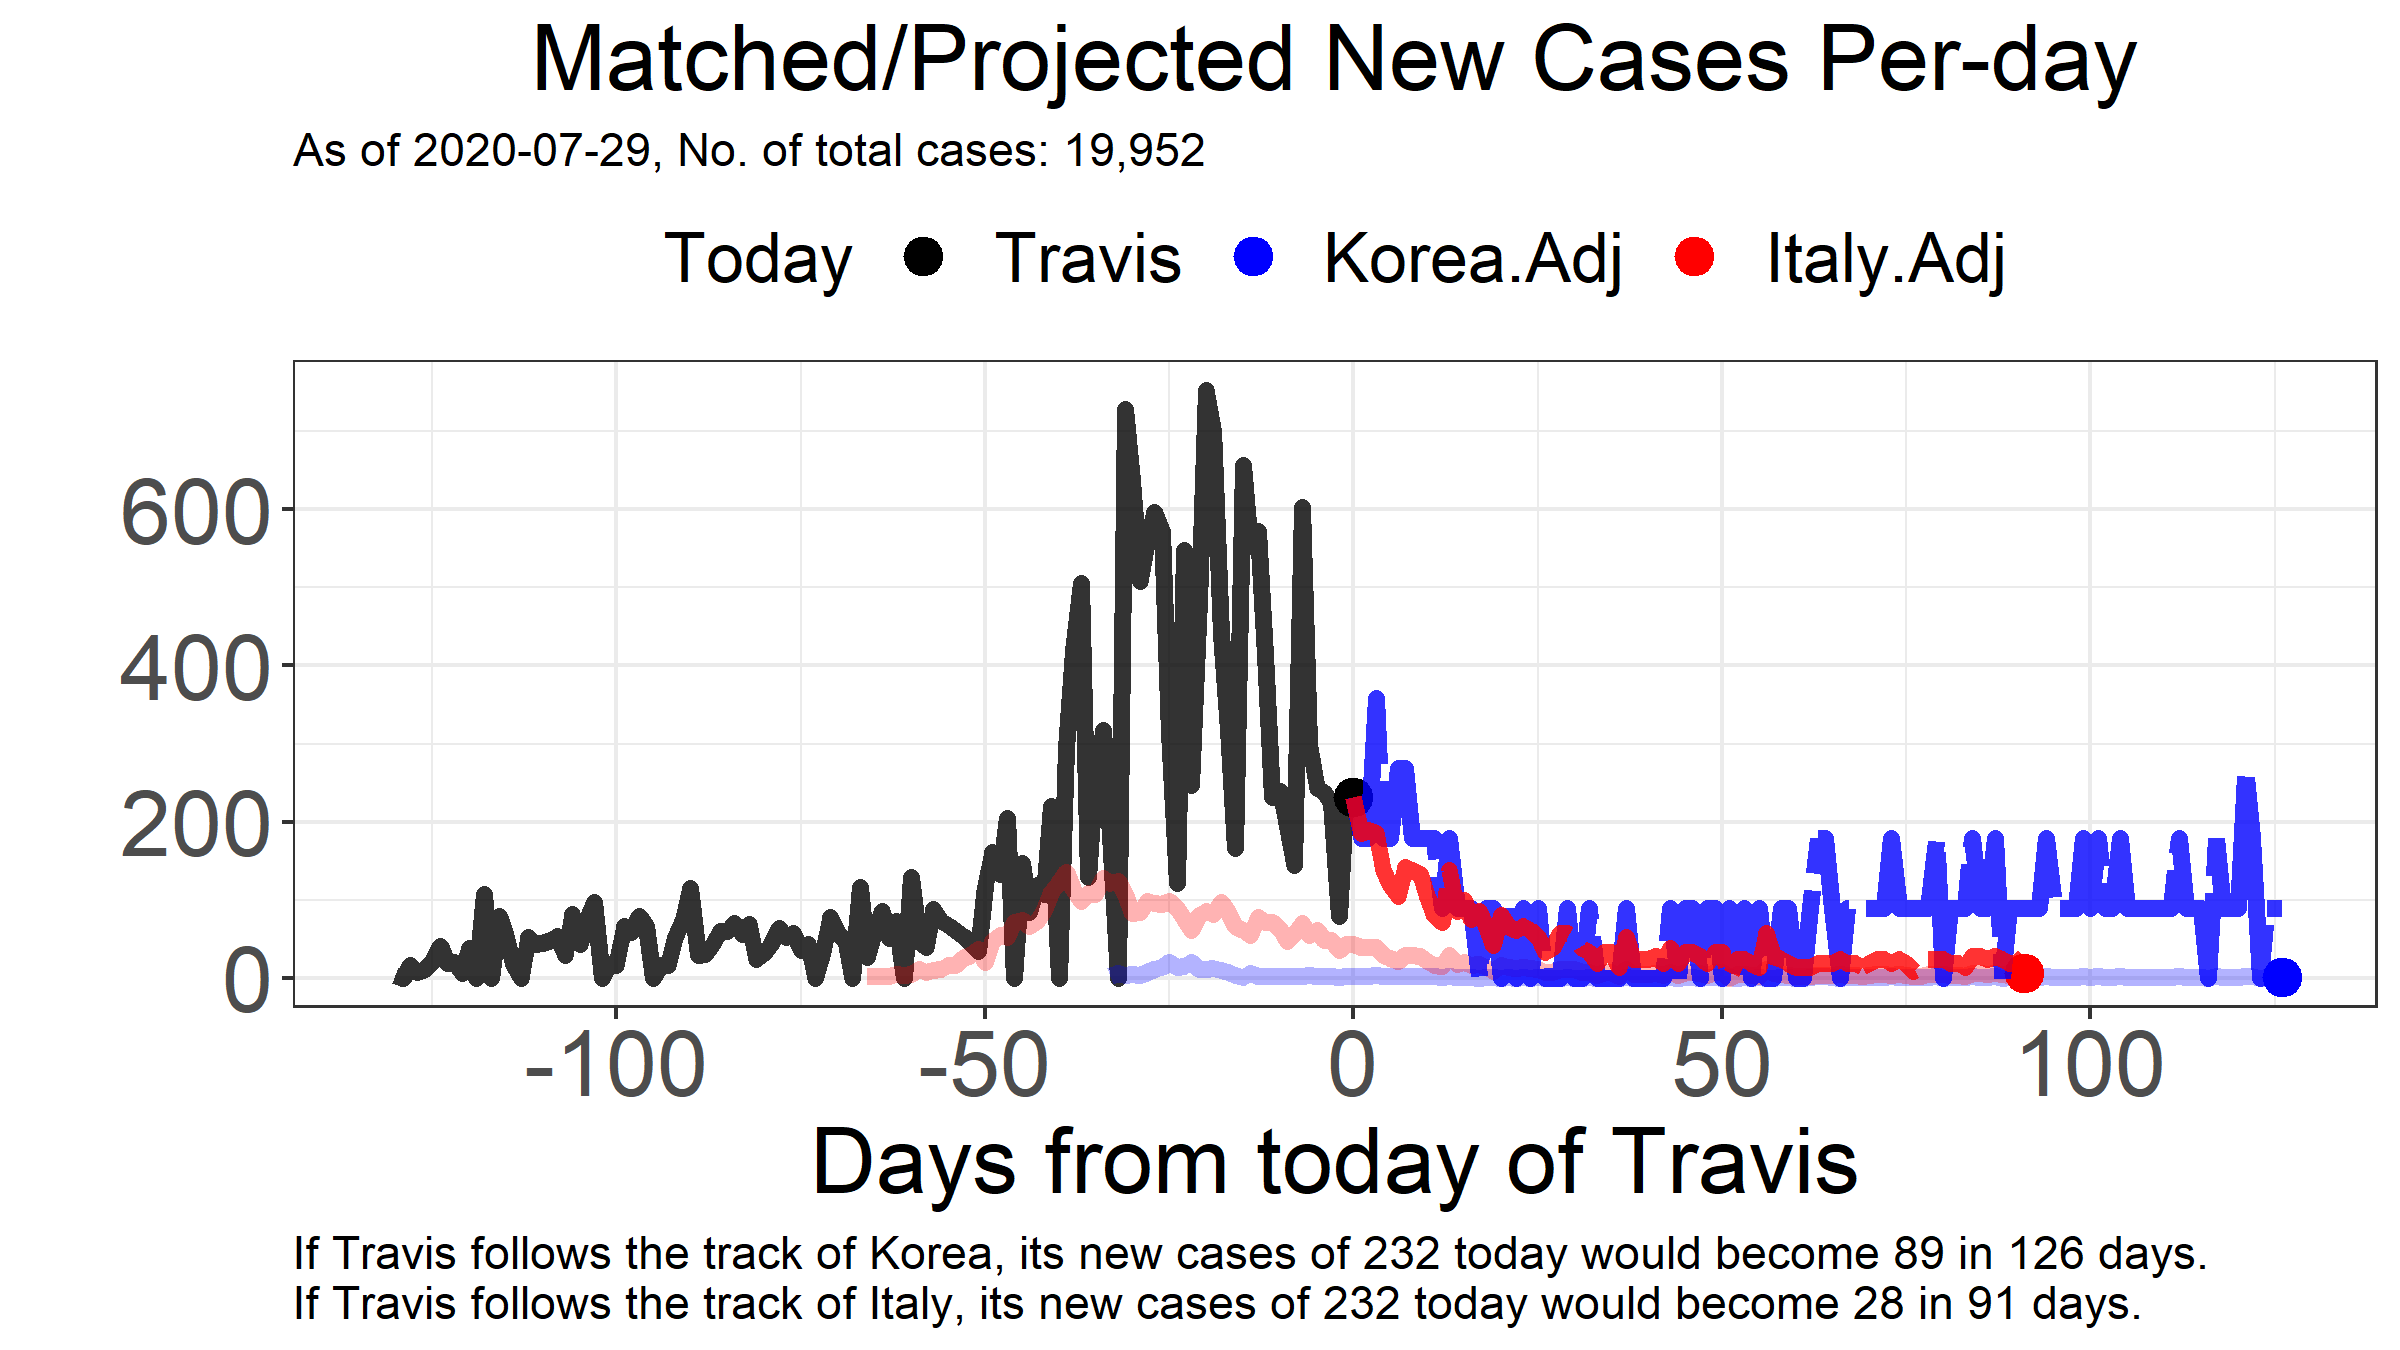 Matched/Projected New Cases Per-day
As of 2020-07-29, No. of total cases: 19,952
Today Travis Korea.Adj Italy.Adj
600
400
200
0
-100 -50 0 50 100
Days from today of Travis
If Travis follows the track of Korea, its new cases of 232 today would become 89 in 126 days.
If Travis follows the track of Italy, its new cases of 232 today would become 28 in 91 days.